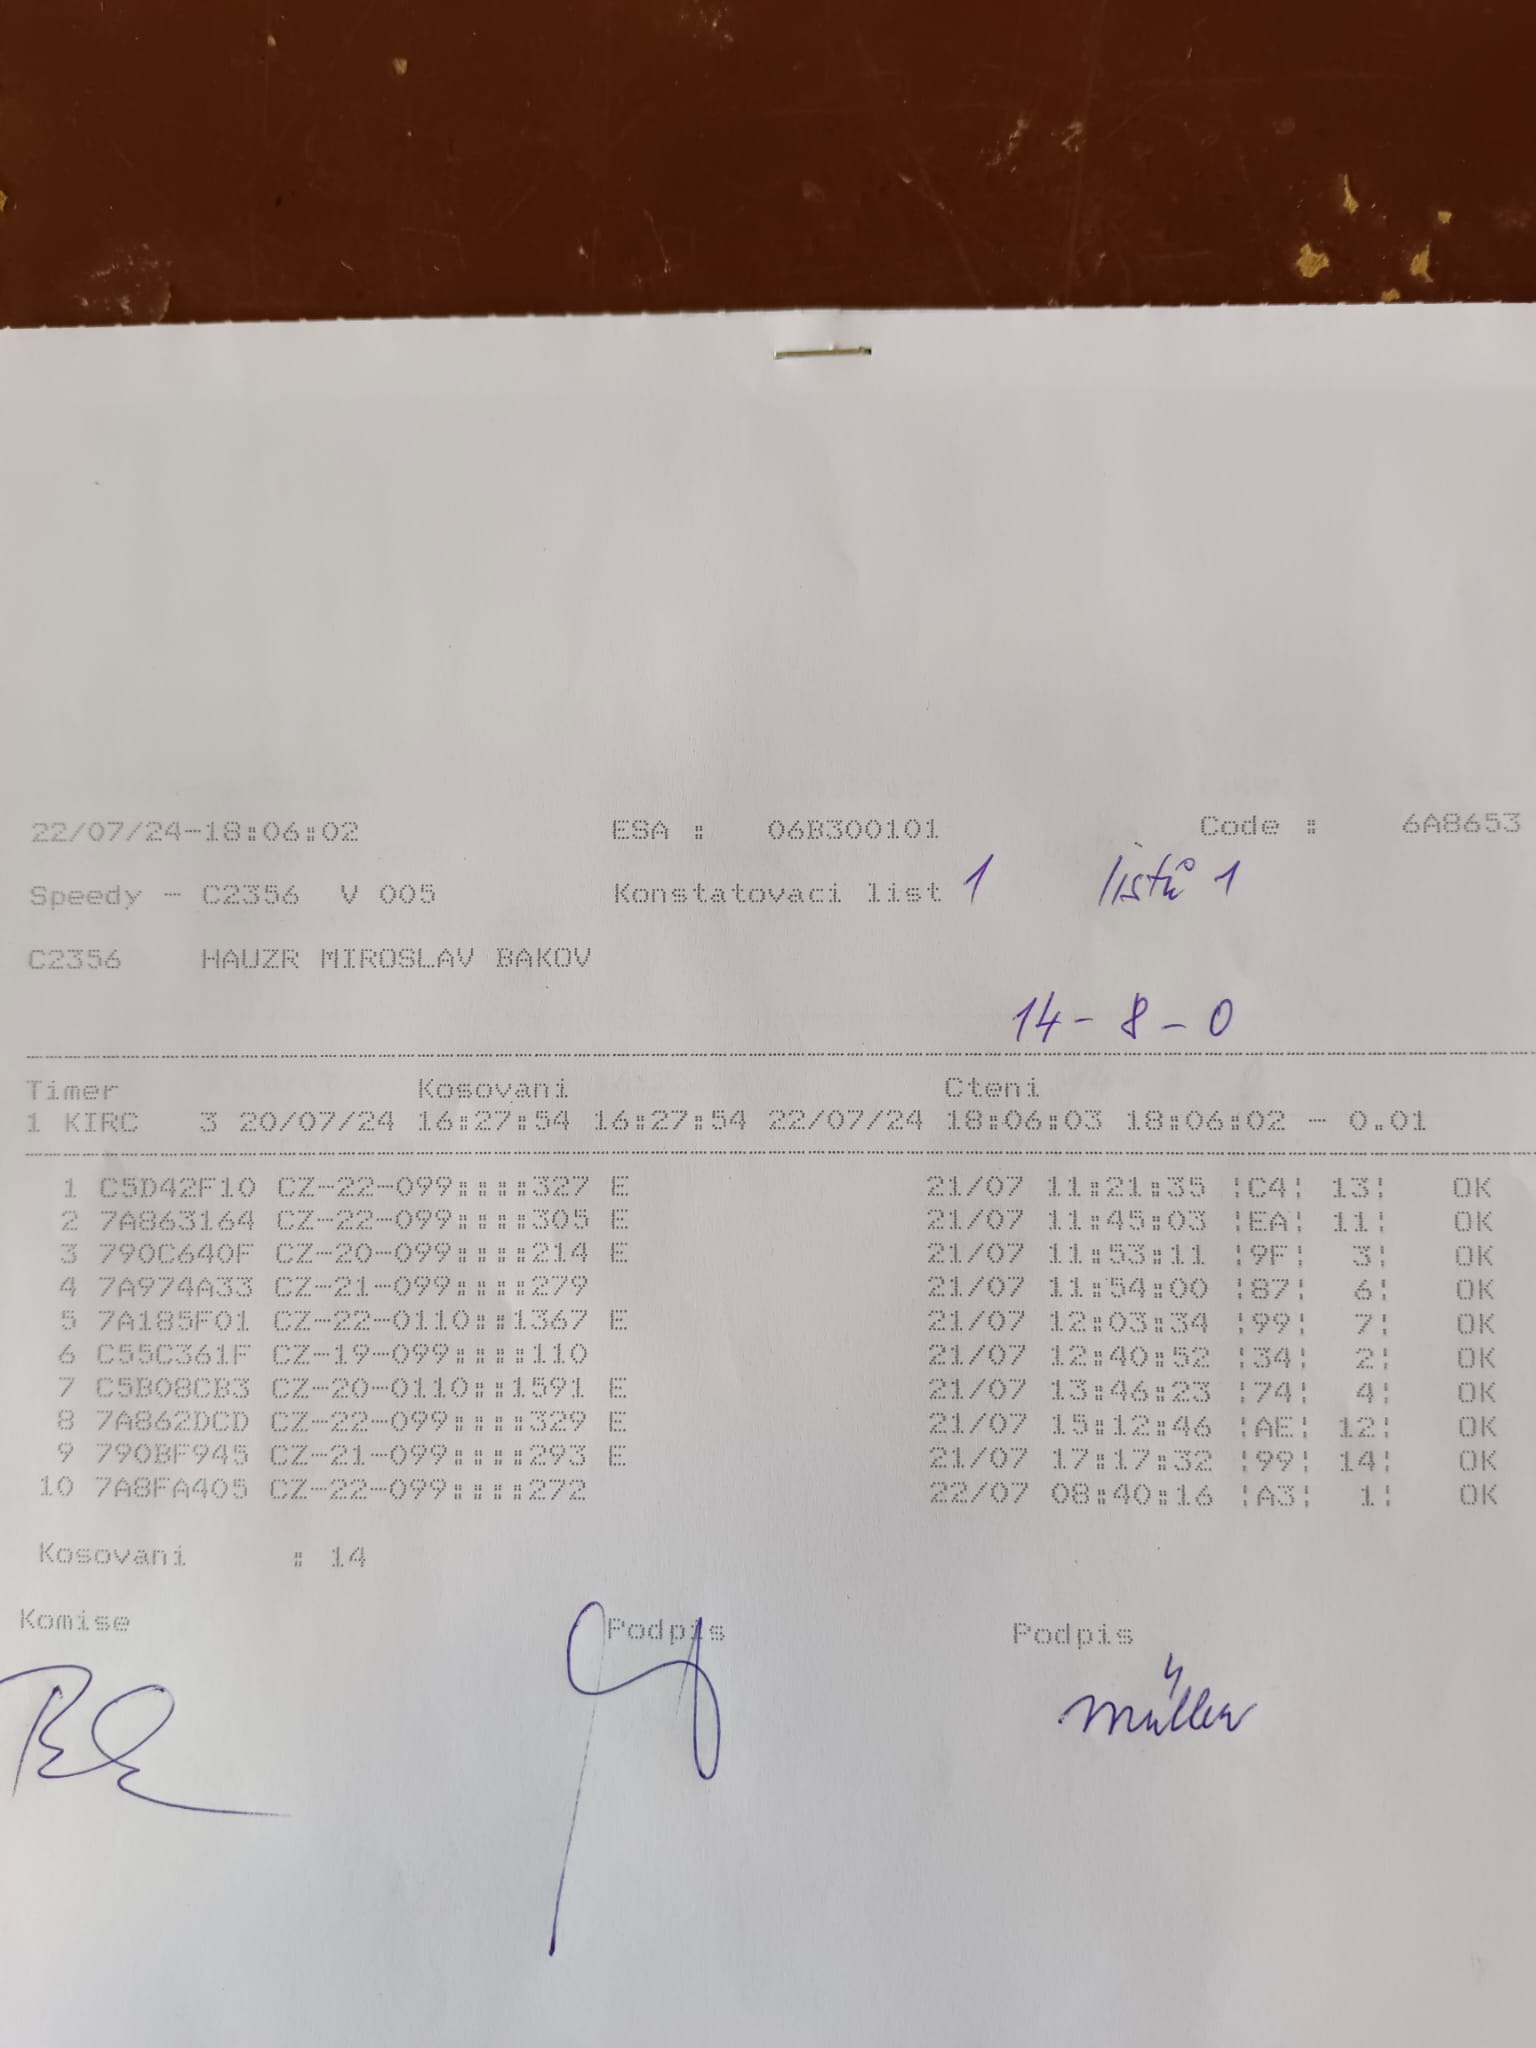 22/07/24-18:06:02 ESA : 06B300101 Code : 6A8653
Speedy - C2356 V 005 Konstatovaci list 1 listů 1
C2356 HAUZR MIROSLAV BAKOV
14 - 8 - 0
Timer Kosovani Cteni
1 KIRC 3 20/07/24 16:27:54 16:27:54 22/07/24 18:06:03 18:06:02 - 0.01
1 C5D42F10 CZ-22-099::::327 E 21/07 11:21:35 ¦C4¦ 13¦ OK
2 7A863164 CZ-22-099::::305 E 21/07 11:45:03 ¦EA¦ 11¦ OK
3 790C640F CZ-20-099::::214 E 21/07 11:53:11 ¦9F¦ 3¦ OK
4 7A974A33 CZ-21-099::::279 21/07 11:54:00 ¦87¦ 6¦ OK
5 7A185F01 CZ-22-0110::1367 E 21/07 12:03:34 ¦99¦ 7¦ OK
6 C55C361F CZ-19-099::::110 21/07 12:40:52 ¦34¦ 2¦ OK
7 C5B08CB3 CZ-20-0110::1591 E 21/07 13:46:23 ¦74¦ 4¦ OK
8 7A862DCD CZ-22-099::::329 E 21/07 15:12:46 ¦AE¦ 12¦ OK
9 790BF945 CZ-21-099::::293 E 21/07 17:17:32 ¦99¦ 14¦ OK
10 7A8FA405 CZ-22-099::::272 22/07 08:40:16 ¦A3¦ 1¦ OK
Kosovani : 14
Komise Podpis Podpis
Müller